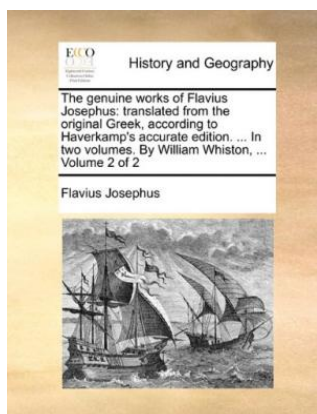 ECCO
History and Geography
The genuine works of Flavius
Josephus: translated from the
original Greek, according to
Haverkamp's accurate edition. ... In
two volumes. By William Whiston, ...
Volume 2 of 2
Flavius Josephus